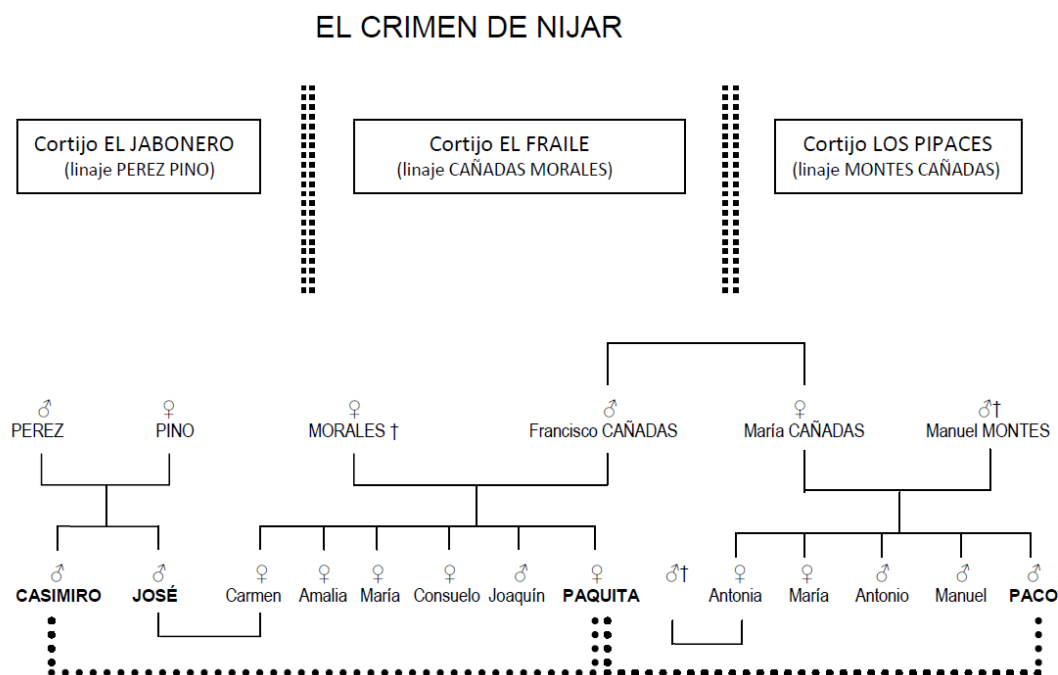 EL CRIMEN DE NIJAR
Cortijo EL JABONERO
(linaje PEREZ PINO)
Cortijo EL FRAILE
(linaje CAÑADAS MORALES)
Cortijo LOS PIPACES
(linaje MONTES CAÑADAS)
♂ ♀ ♀ ♂ ♀ ♂†
PEREZ PINO MORALES † Francisco CAÑADAS María CAÑADAS Manuel MONTES
♂ ♂ ♀ ♀ ♀ ♀ ♂ ♀ ♂† ♀ ♀ ♂ ♂ ♂
CASIMIRO JOSÉ Carmen Amalia María Consuelo Joaquín PAQUITA Antonia María Antonio Manuel PACO